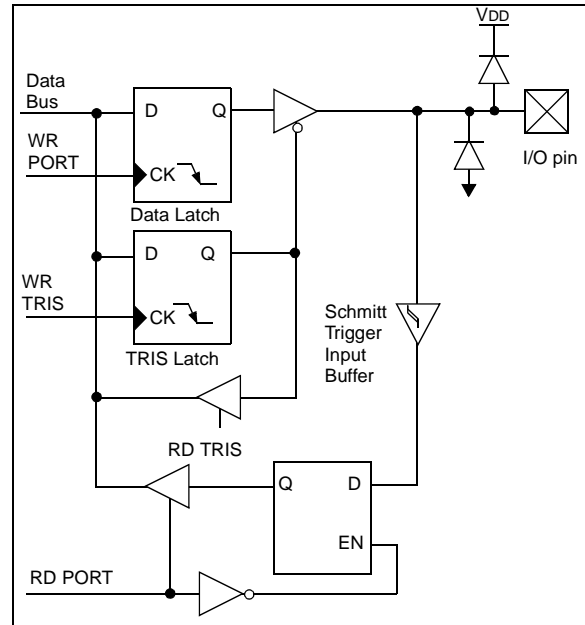 VDD
Data
Bus
D
Q
WR
PORT
CK
I/O pin
Data Latch
D
Q
WR
TRIS
CK
Schmitt
Trigger
Input
Buffer
TRIS Latch
RD TRIS
Q
D
EN
RD PORT